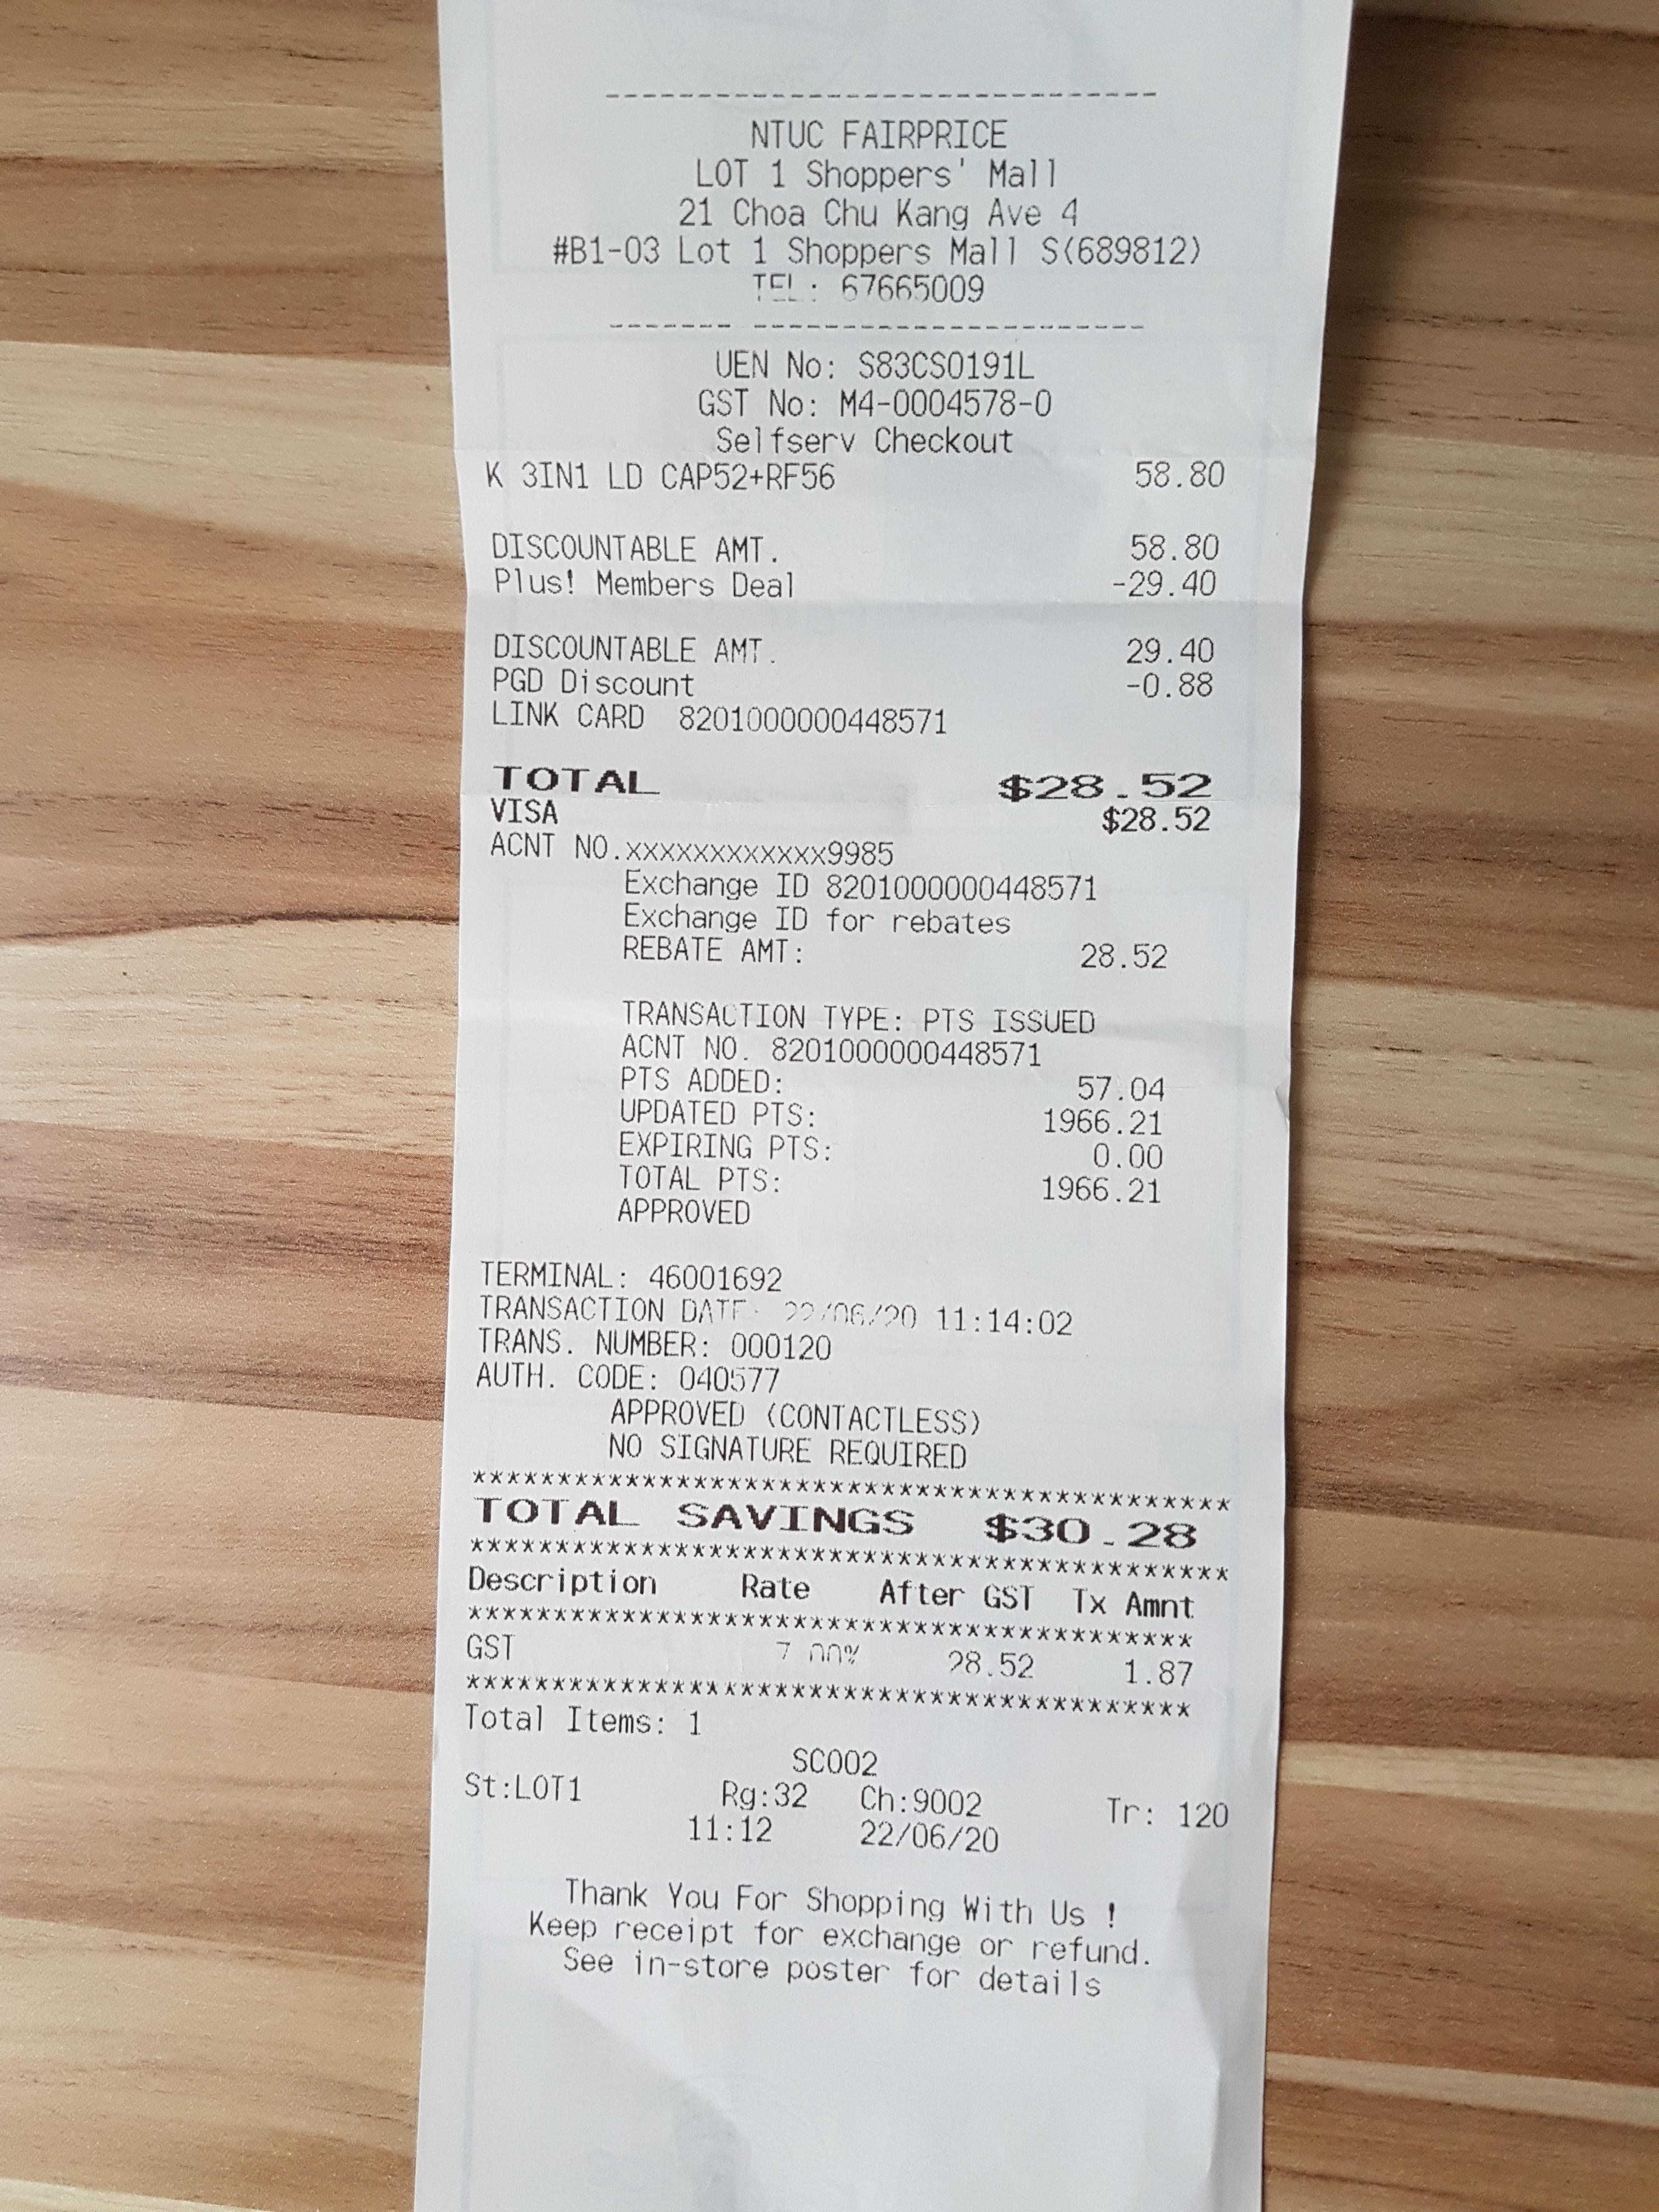 ------------------------------
NTUC FAIRPRICE
LOT 1 Shoppers' Mall
21 Choa Chu Kang Ave 4
#B1-03 Lot 1 Shoppers Mall S(689812)
TEL: 67665009
------- ---------------------
UEN No: S83CS0191L
GST No: M4-0004578-0
Selfserv Checkout
K 3IN1 LD CAP52+RF56 58.80
DISCOUNTABLE AMT. 58.80
Plus! Members Deal -29.40
DISCOUNTABLE AMT. 29.40
PGD Discount -0.88
LINK CARD 8201000000448571
TOTAL $28.52
VISA $28.52
ACNT NO.xxxxxxxxxxxx9985
Exchange ID 8201000000448571
Exchange ID for rebates
REBATE AMT: 28.52
TRANSACTION TYPE: PTS ISSUED
ACNT NO. 8201000000448571
PTS ADDED: 57.04
UPDATED PTS: 1966.21
EXPIRING PTS: 0.00
TOTAL PTS: 1966.21
APPROVED
TERMINAL: 46001692
TRANSACTION DATE: 22/06/20 11:14:02
TRANS. NUMBER: 000120
AUTH. CODE: 040577
APPROVED (CONTACTLESS)
NO SIGNATURE REQUIRED
********************************************
TOTAL SAVINGS $30.28
********************************************
Description Rate After GST Tx Amnt
******************************************
GST 7.00% 28.52 1.87
******************************************
Total Items: 1
SC002
St:LOT1 Rg:32 Ch:9002 Tr: 120
11:12 22/06/20
Thank You For Shopping With Us !
Keep receipt for exchange or refund.
See in-store poster for details